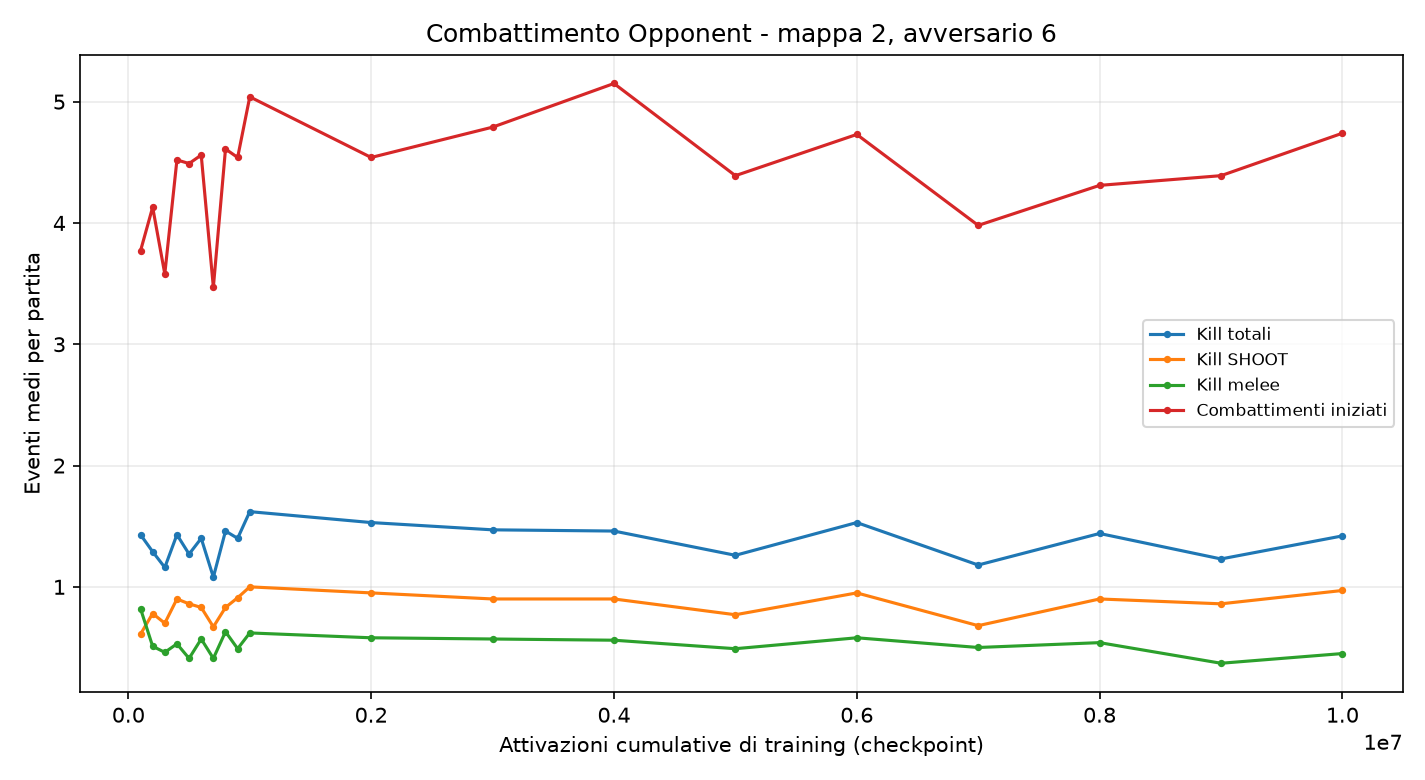 Combattimento Opponent - mappa 2, avversario 6
Eventi medi per partita
5
4
3
2
1
Kill totali
Kill SHOOT
Kill melee
Combattimenti iniziati
0.0 0.2 0.4 0.6 0.8 1.0
1e7
Attivazioni cumulative di training (checkpoint)